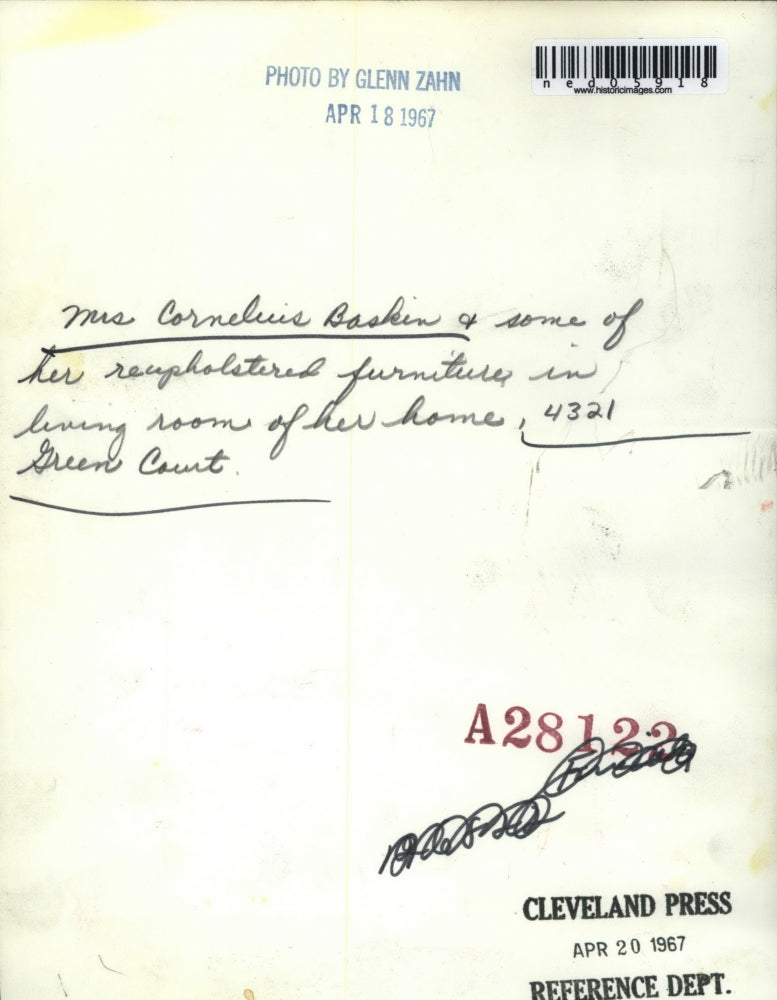 PHOTO BY GLENN ZAHN
APR 18 1967
ned05918
www.historicimages.com
Mrs Cornelius Baskin & some of
her reupholstered furniture in
living room of her home, 4321
Green Court.
A28122
CLEVELAND PRESS
APR 20 1967
REFERENCE DEPT.